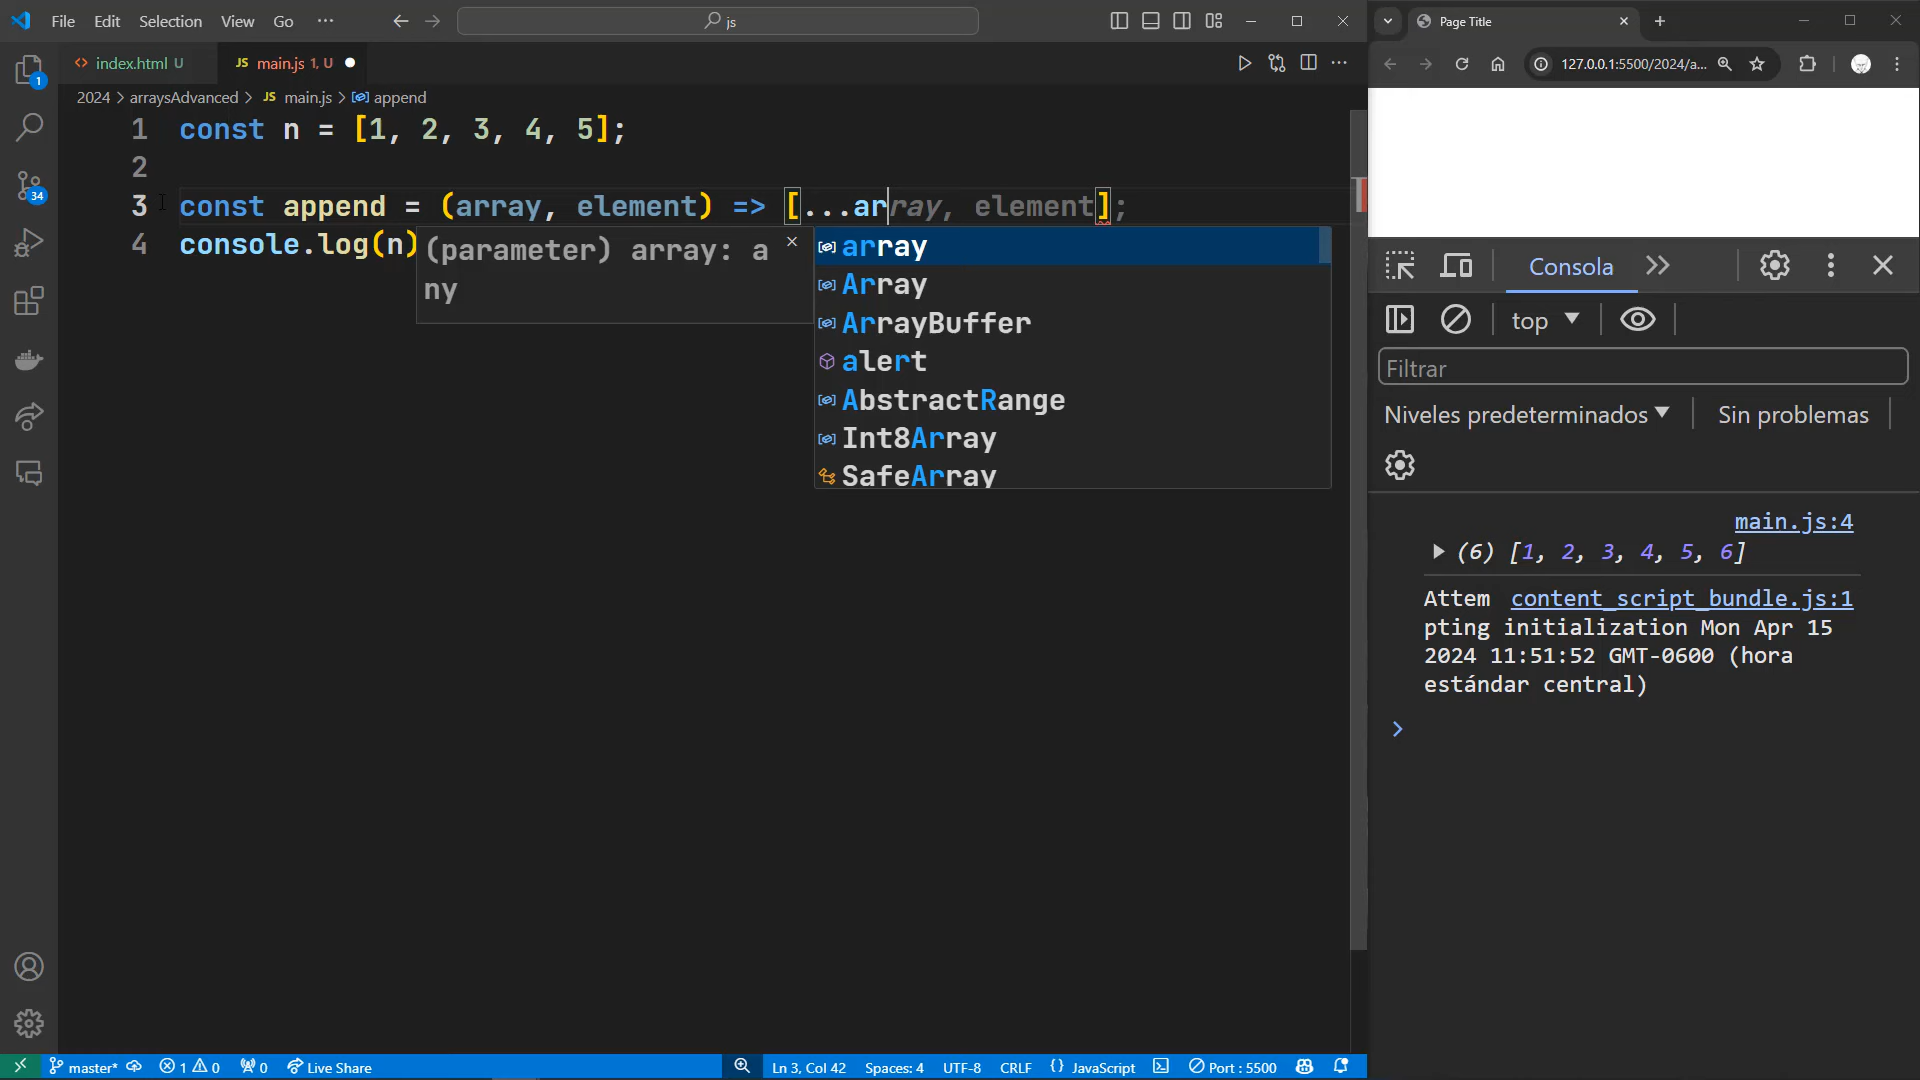 File Edit Selection View Go ··· js
index.html U JS main.js 1, U
2024 > arraysAdvanced > JS main.js > append
1 const n = [1, 2, 3, 4, 5];
2
3 const append = (array, element) => [...array, element];
4 console.log(n)
(parameter) array: a
ny
array
Array
ArrayBuffer
alert
AbstractRange
Int8Array
SafeArray
1
34
master* 1 0 0 Live Share Ln 3, Col 42 Spaces: 4 UTF-8 CRLF {} JavaScript Port : 5500
Page Title
127.0.0.1:5500/2024/a...
Consola
top
Filtrar
Niveles predeterminados Sin problemas
main.js:4
(6) [1, 2, 3, 4, 5, 6]
Attem content_script_bundle.js:1
pting initialization Mon Apr 15
2024 11:51:52 GMT-0600 (hora
estándar central)